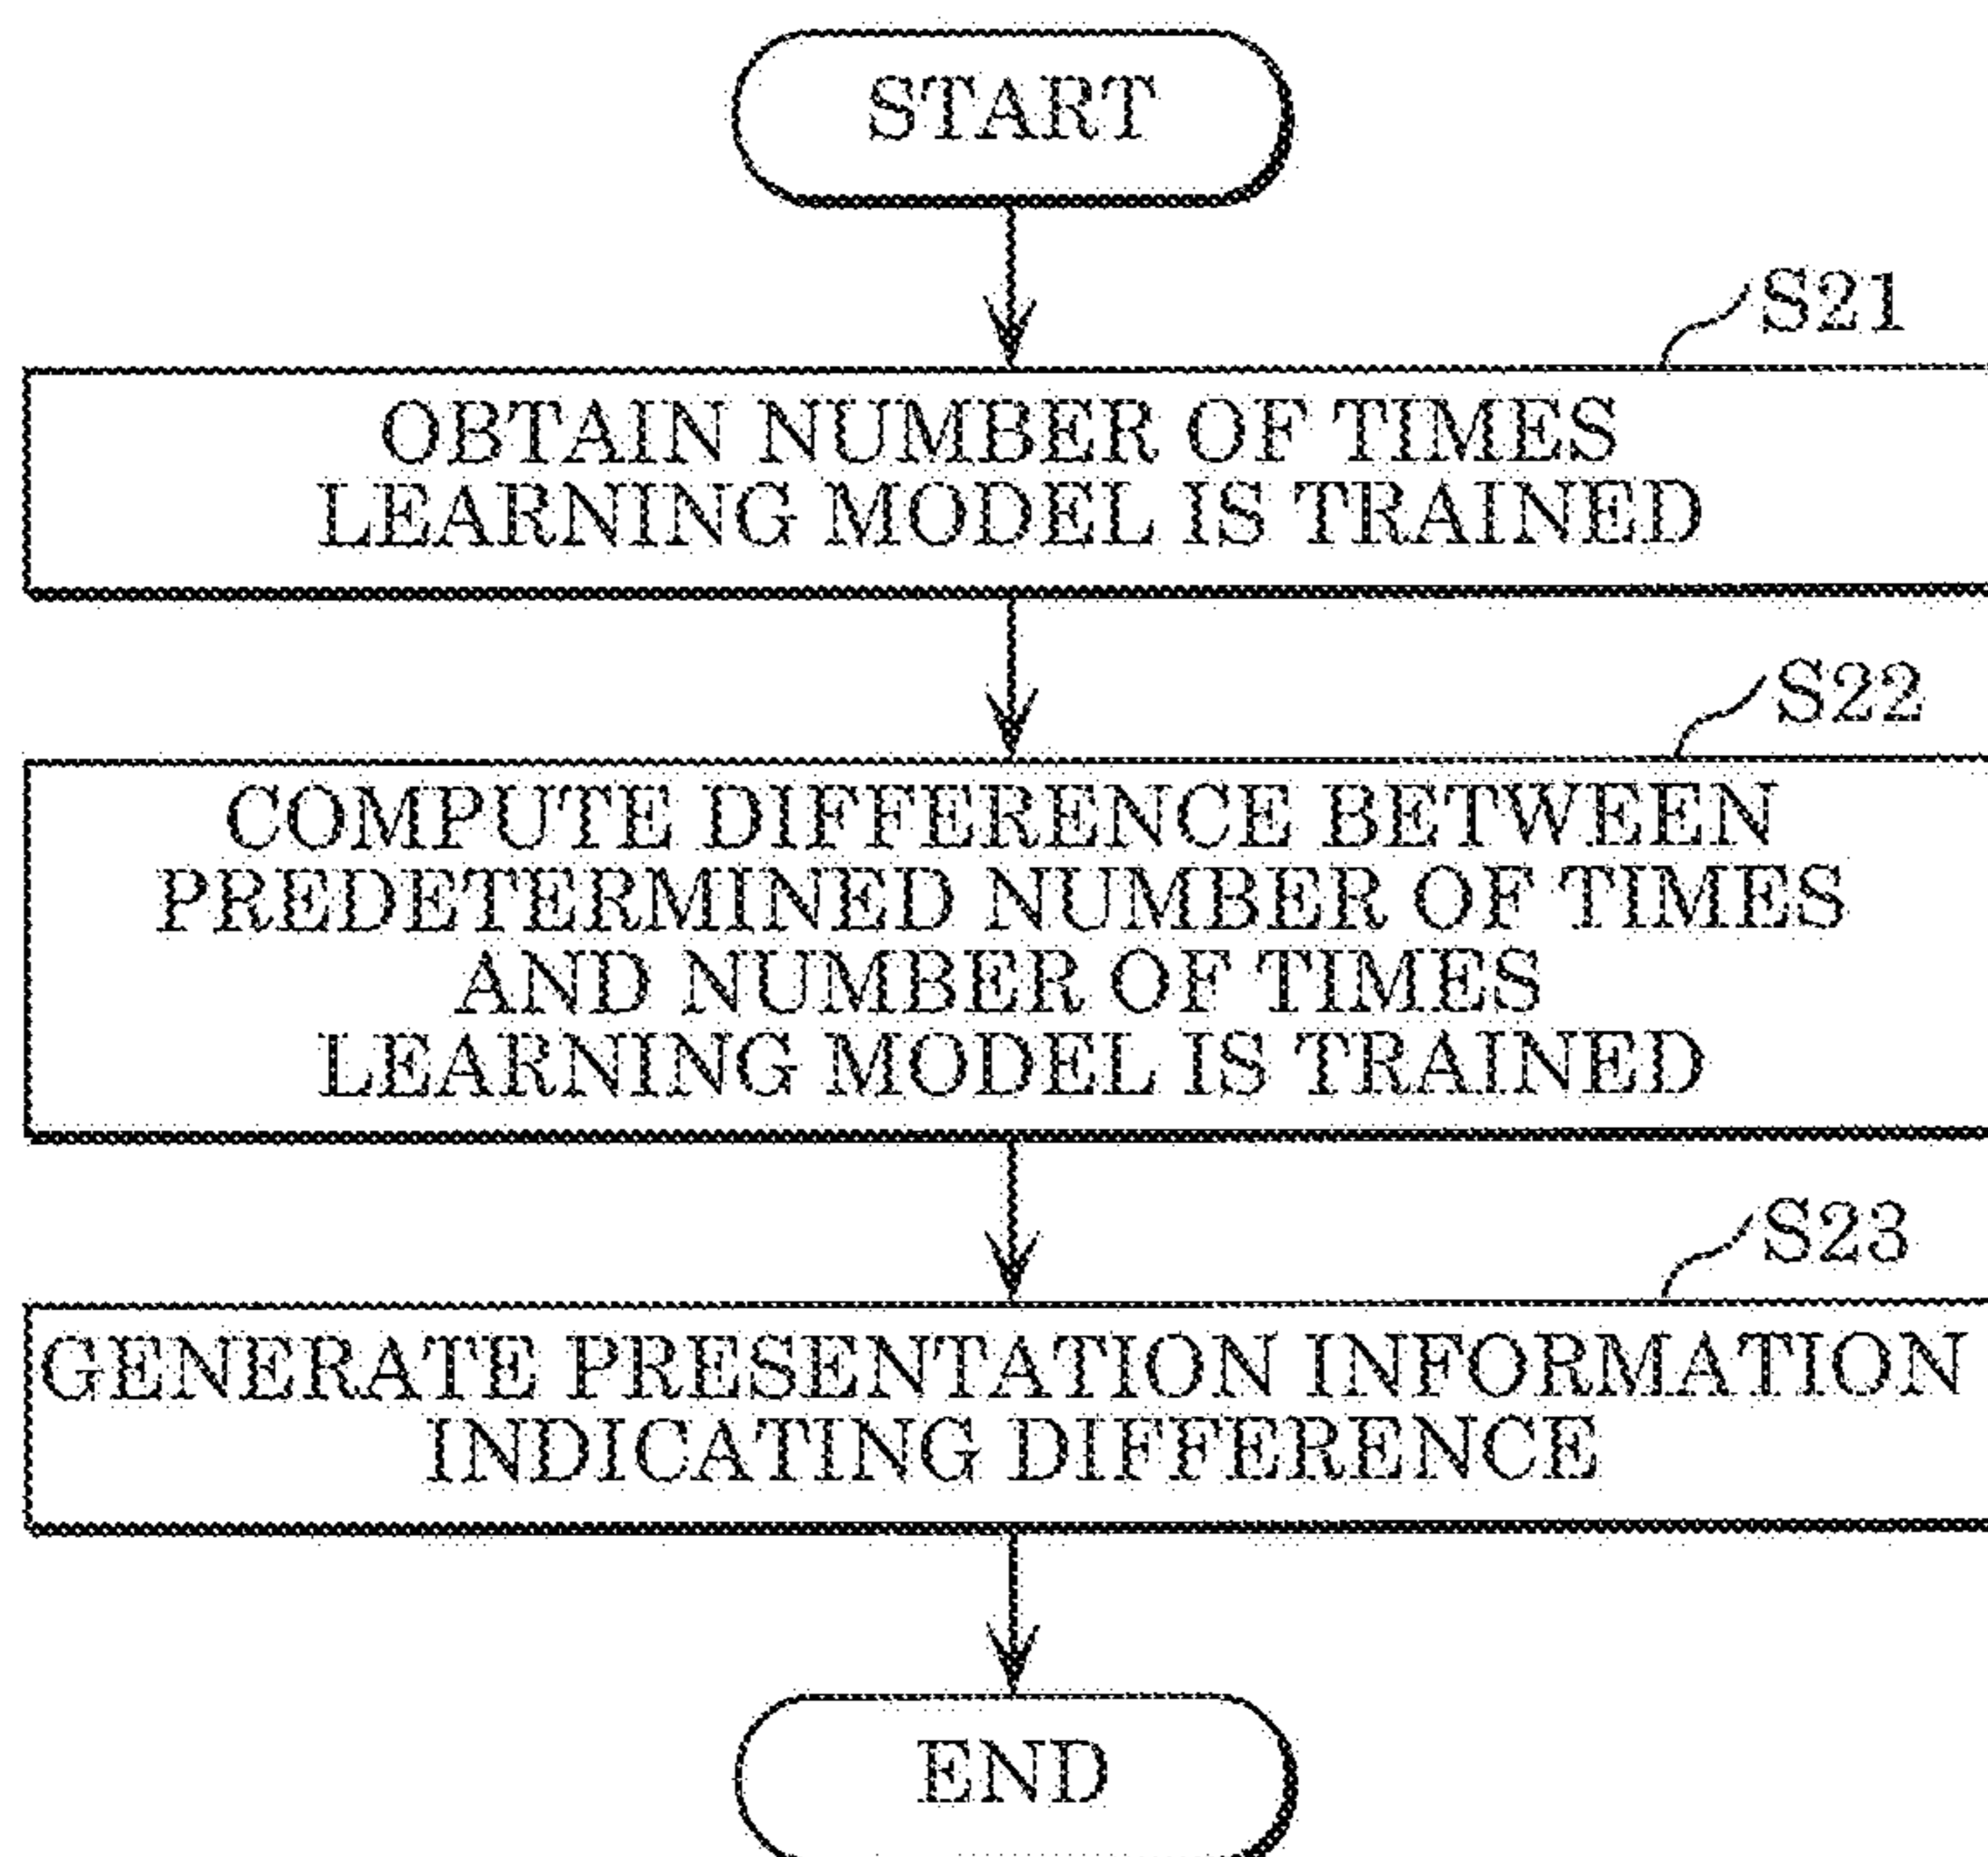 START
S21
OBTAIN NUMBER OF TIMES
LEARNING MODEL IS TRAINED
S22
COMPUTE DIFFERENCE BETWEEN
PREDETERMINED NUMBER OF TIMES
AND NUMBER OF TIMES
LEARNING MODEL IS TRAINED
S23
GENERATE PRESENTATION INFORMATION
INDICATING DIFFERENCE
END